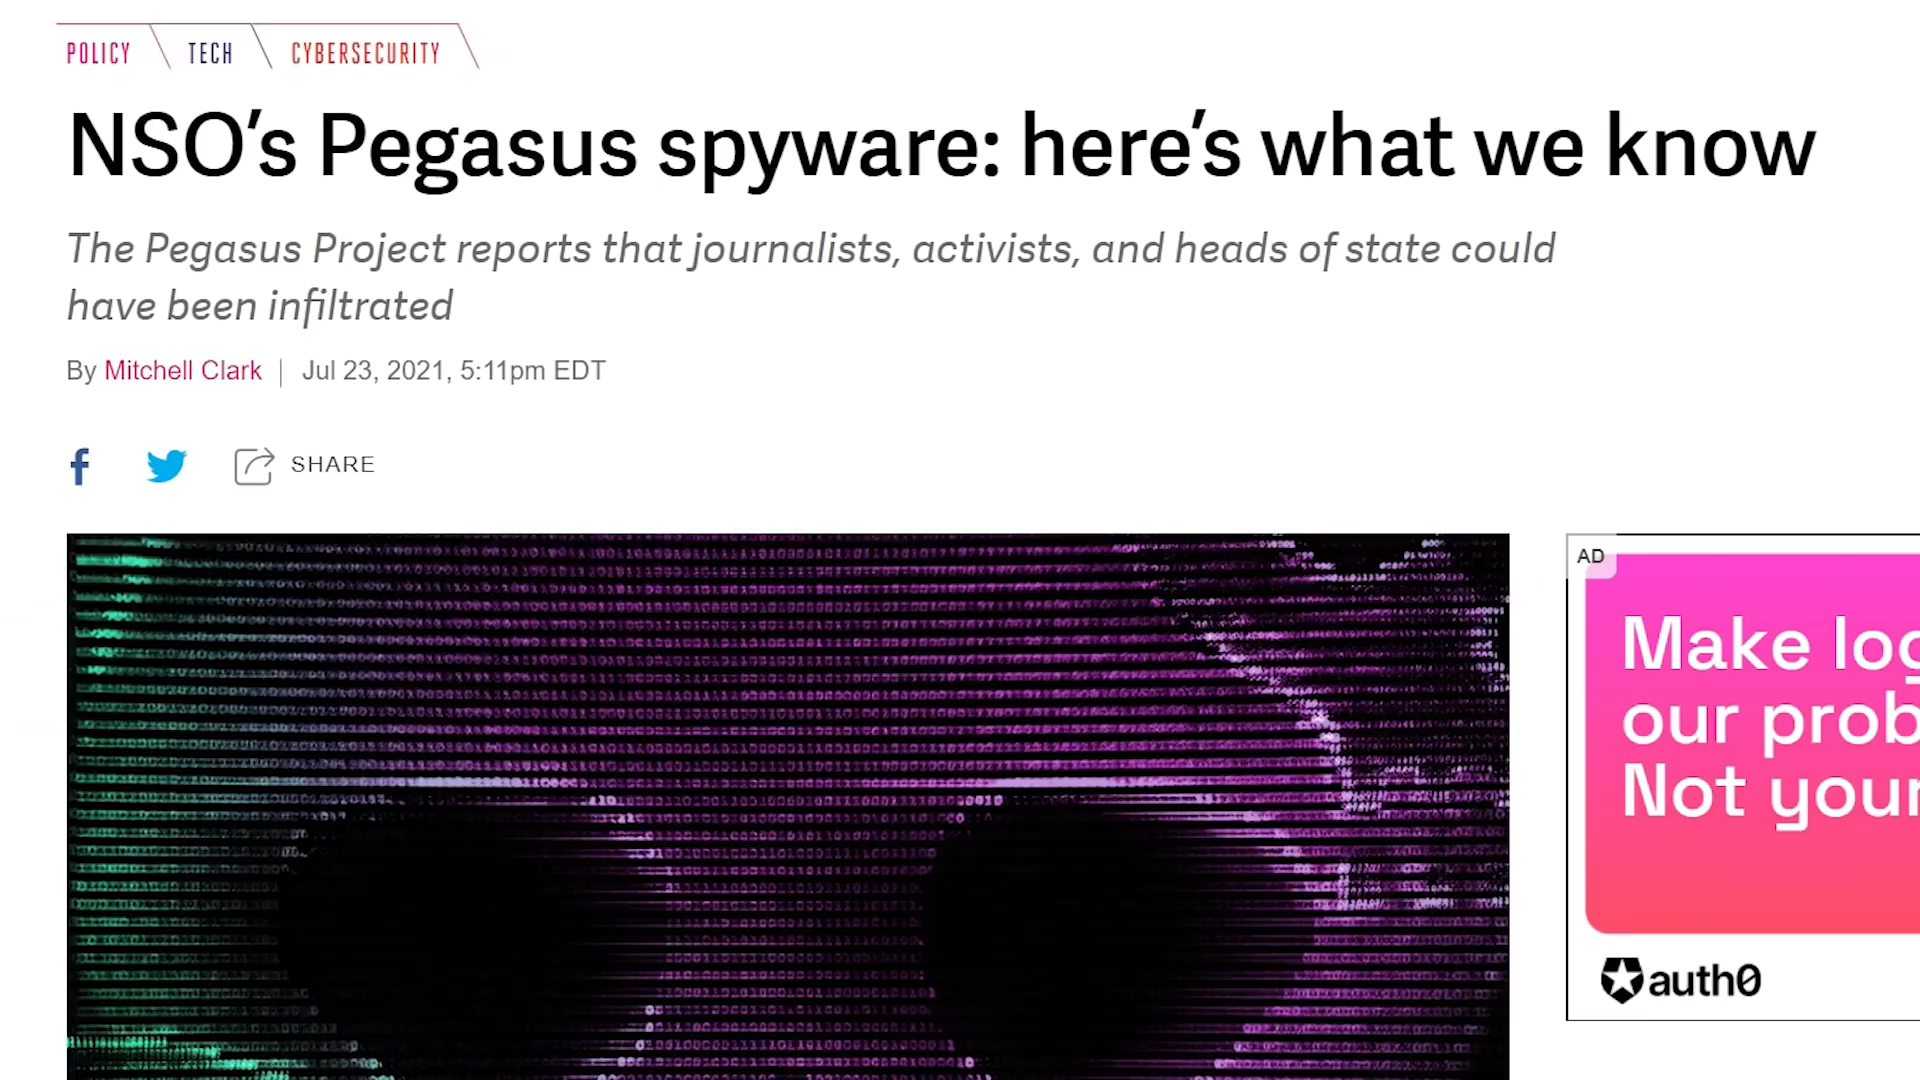 POLICY
TECH
CYBERSECURITY
NSO’s Pegasus spyware: here’s what we know
The Pegasus Project reports that journalists, activists, and heads of state could
have been infiltrated
By Mitchell Clark | Jul 23, 2021, 5:11pm EDT
SHARE
AD
Make log
our prob
Not your
auth0